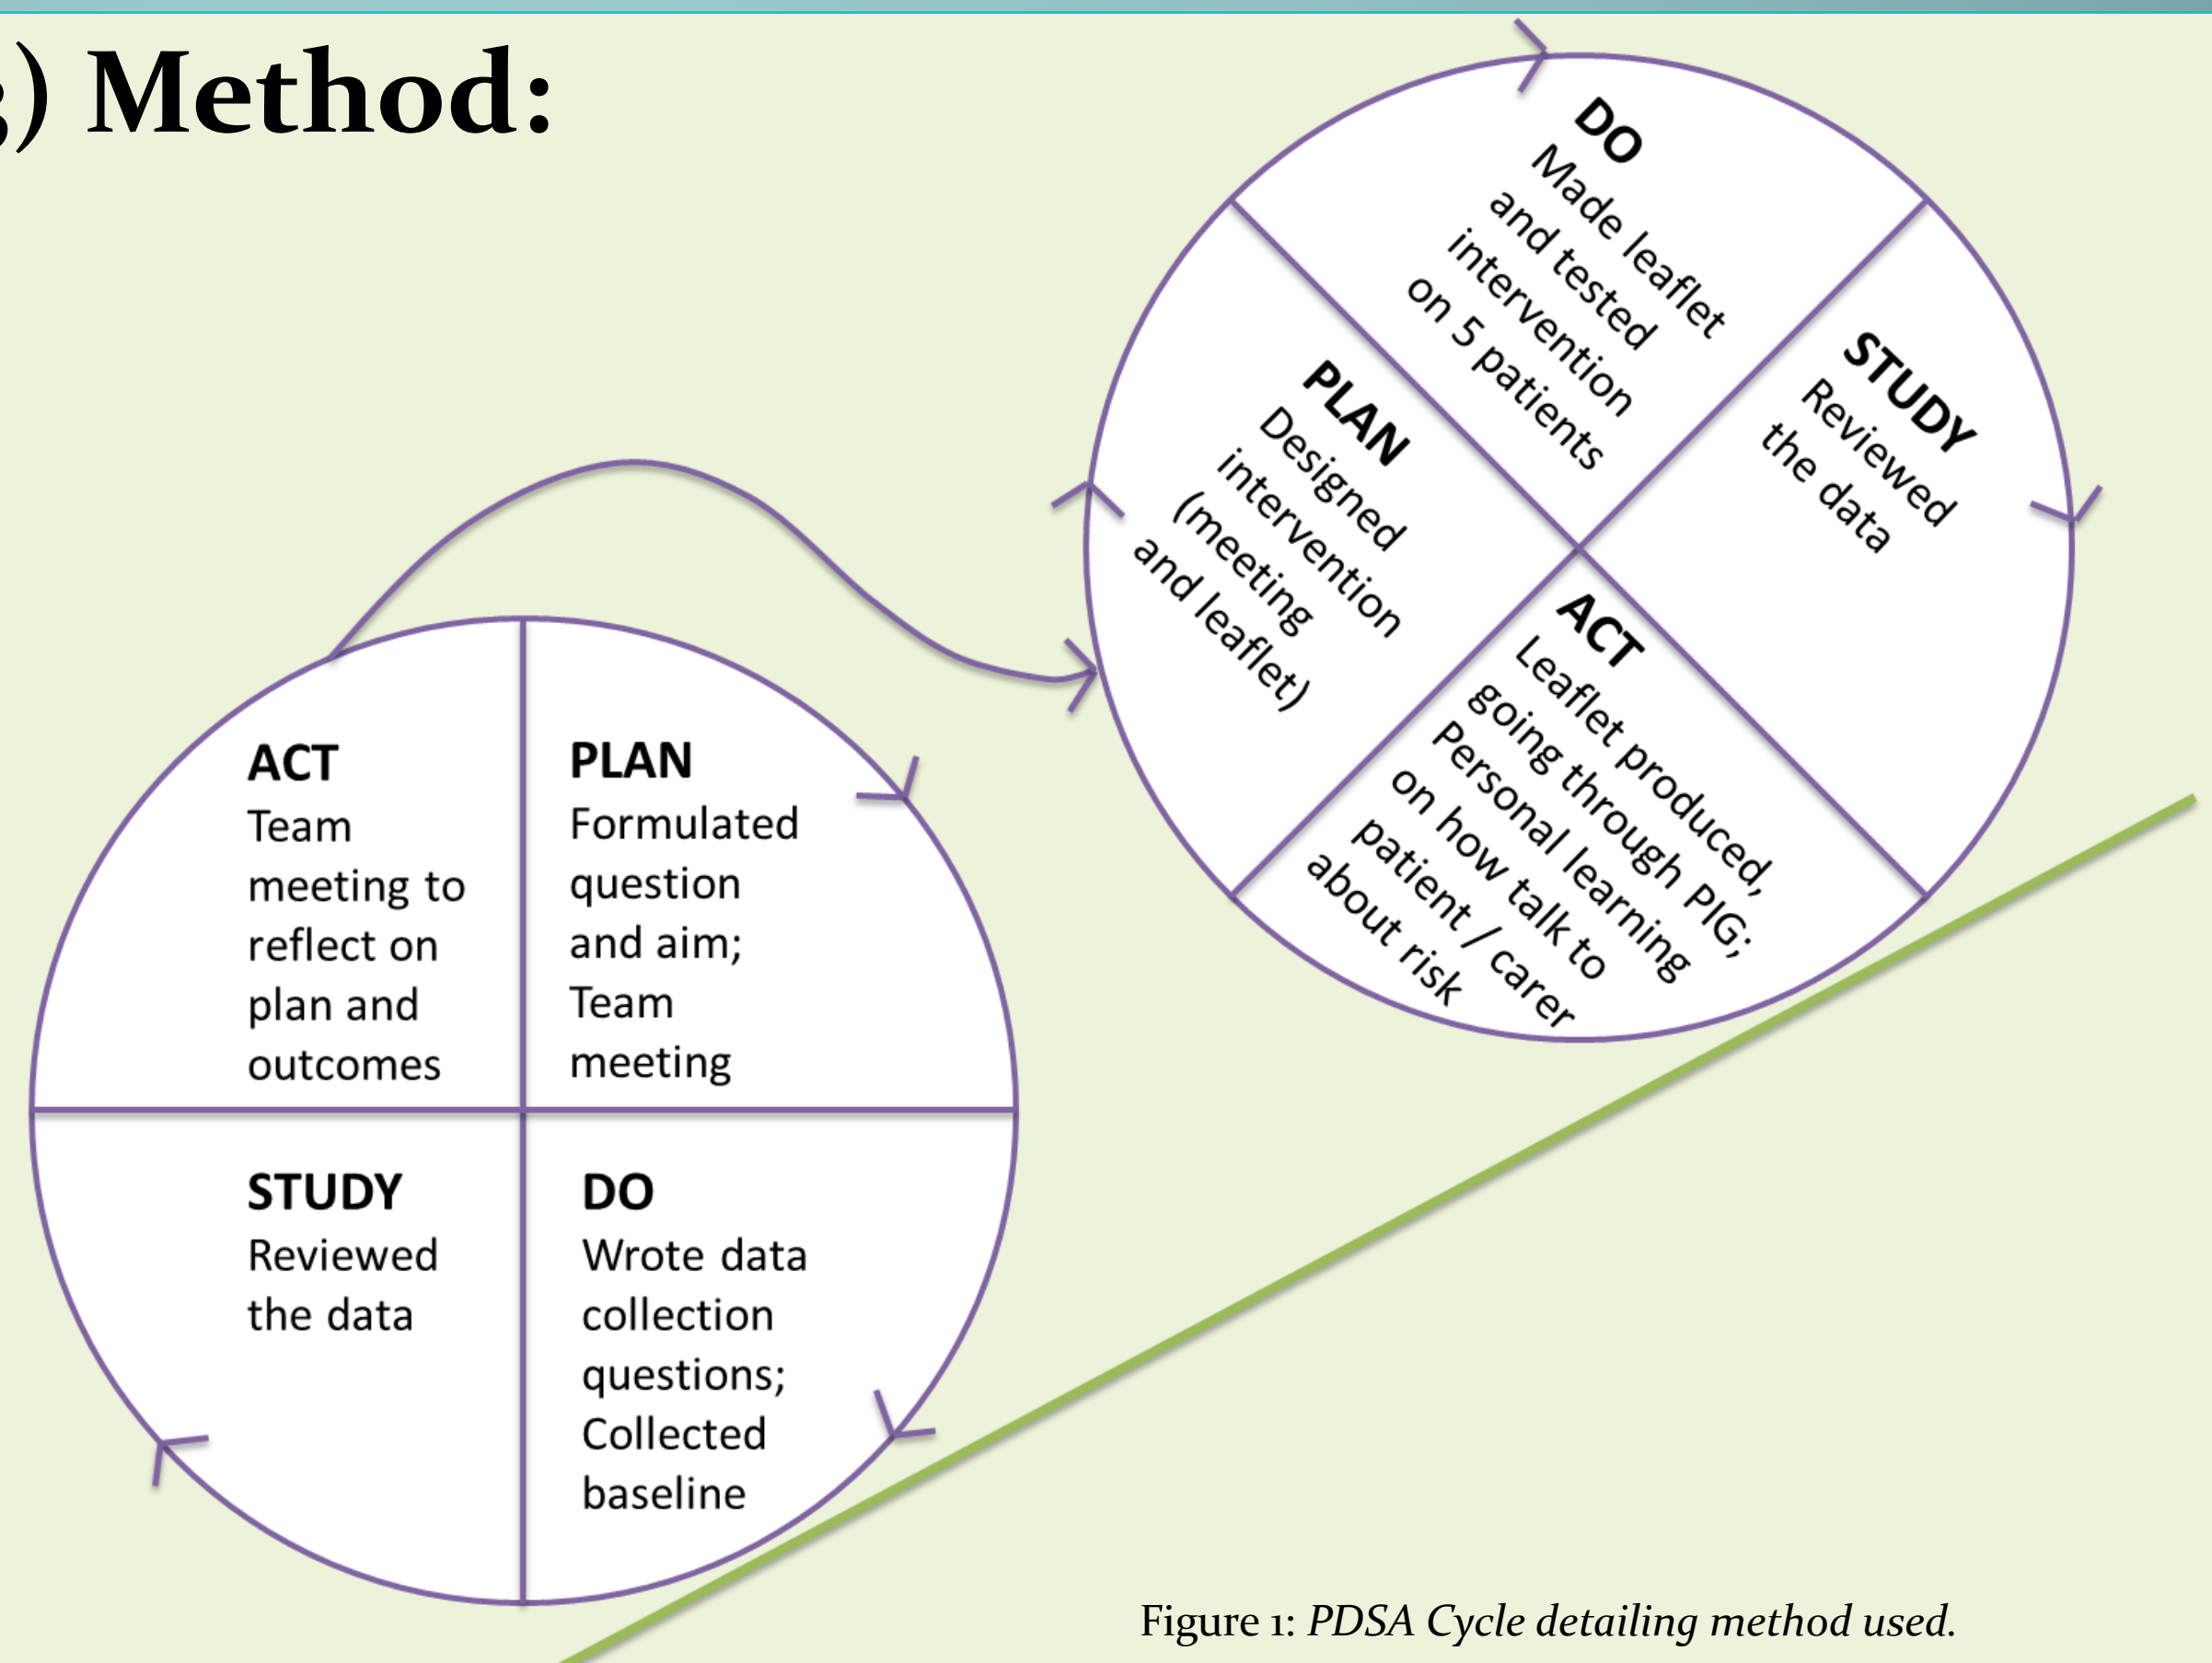 ) Method:
ACT
Team
meeting to
reflect on
plan and
outcomes
PLAN
Formulated
question
and aim;
Team
meeting
STUDY
Reviewed
the data
DO
Wrote data
collection
questions;
Collected
baseline
PLAN
Designed
intervention
(meeting
and leaflet)
DO
Made leaflet
and tested
intervention
on 5 patients
STUDY
Reviewed
the data
ACT
Leaflet produced,
going through PIG;
Personal learning
on how talk to
patient / carer
about risk
Figure 1: PDSA Cycle detailing method used.